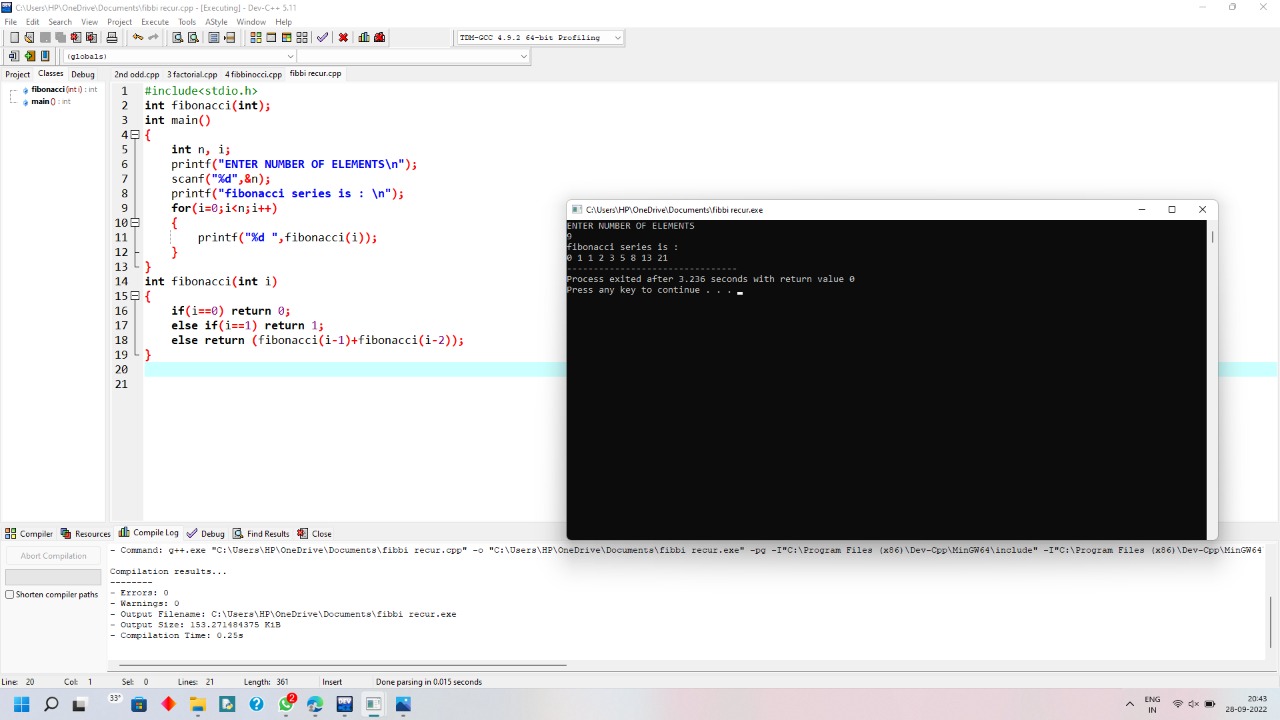 C:\Users\HP\OneDrive\Documents\fibbi recur.cpp - [Executing] - Dev-C++ 5.11
File Edit Search View Project Execute Tools AStyle Window Help
TDM-GCC 4.9.2 64-bit Profiling
(globals)
Project Classes Debug
2nd odd.cpp 3 factorial.cpp 4 fibbinocci.cpp fibbi recur.cpp
fibonacci (int i) : int
main () : int
1 #include<stdio.h>
2 int fibonacci(int);
3 int main()
4 {
5 int n, i;
6 printf("ENTER NUMBER OF ELEMENTS\n");
7 scanf("%d",&n);
8 printf("fibonacci series is : \n");
9 for(i=0;i<n;i++)
10 {
11 printf("%d ",fibonacci(i));
12 }
13 }
14 int fibonacci(int i)
15 {
16 if(i==0) return 0;
17 else if(i==1) return 1;
18 else return (fibonacci(i-1)+fibonacci(i-2));
19 }
20
21
C:\Users\HP\OneDrive\Documents\fibbi recur.exe
ENTER NUMBER OF ELEMENTS
9
fibonacci series is :
0 1 1 2 3 5 8 13 21
--------------------------------
Process exited after 3.236 seconds with return value 0
Press any key to continue . . .
Compiler Resources Compile Log Debug Find Results Close
Abort Compilation
Shorten compiler paths
- Command: g++.exe "C:\Users\HP\OneDrive\Documents\fibbi recur.cpp" -o "C:\Users\HP\OneDrive\Documents\fibbi recur.exe" -pg -I"C:\Program Files (x86)\Dev-Cpp\MinGW64\include" -I"C:\Program Files (x86)\Dev-Cpp\MinGW64
Compilation results...
--------
- Errors: 0
- Warnings: 0
- Output Filename: C:\Users\HP\OneDrive\Documents\fibbi recur.exe
- Output Size: 153.271484375 KiB
- Compilation Time: 0.25s
Line: 20 Col: 1 Sel: 0 Lines: 21 Length: 361 Insert Done parsing in 0.015 seconds
33°
2
DEV
ENG
IN
20:43
28-09-2022